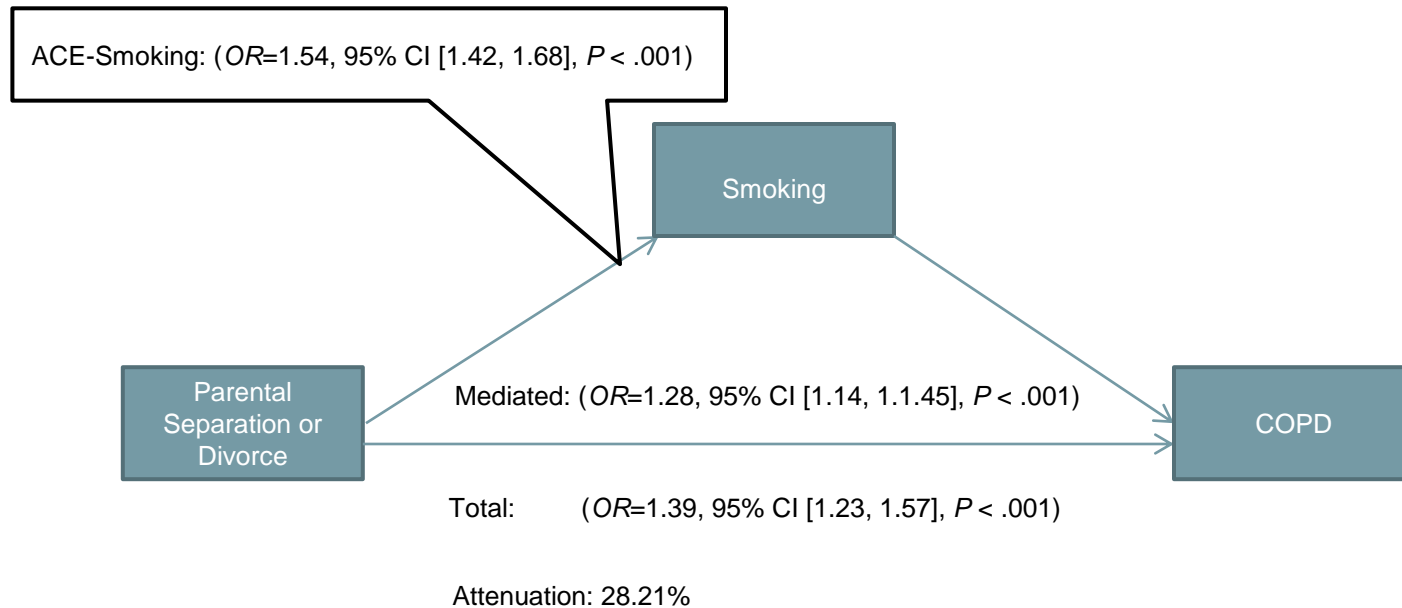 ACE-Smoking: (OR=1.54, 95% CI [1.42, 1.68], P < .001)
Smoking
Parental
Separation or
Divorce
Mediated: (OR=1.28, 95% CI [1.14, 1.1.45], P < .001)
COPD
Total: (OR=1.39, 95% CI [1.23, 1.57], P < .001)
Attenuation: 28.21%